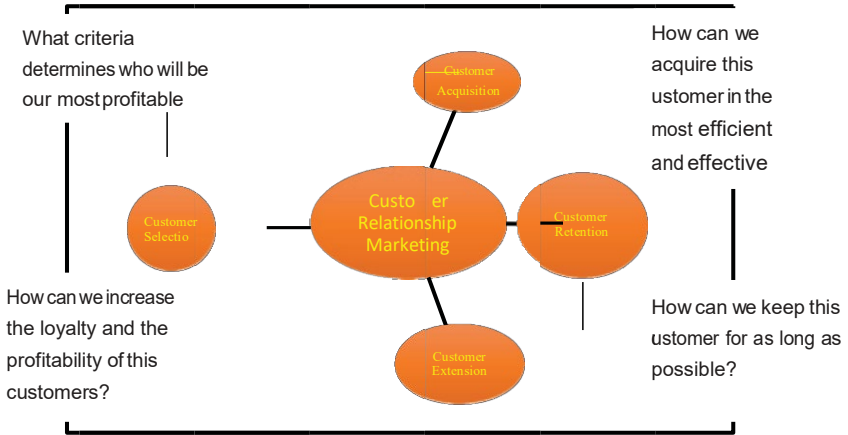 What criteria
determines who will be
our most profitable
How can we
acquire this
ustomer in the
most efficient
and effective
Customer
Acquisition
Custo er
Relationship
Marketing
Customer
Selectio
Customer
Retention
Customer
Extension
How can we increase
the loyalty and the
profitability of this
customers?
How can we keep this
ustomer for as long as
possible?